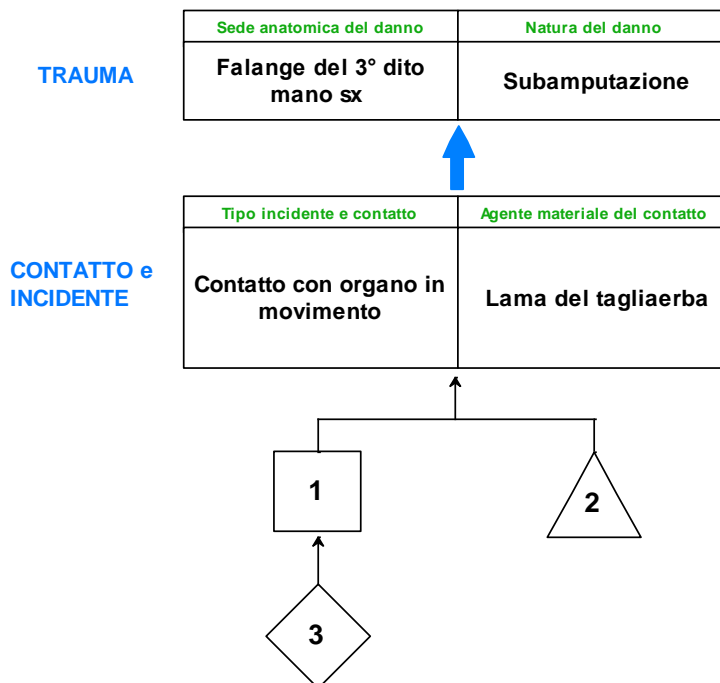 Sede anatomica del danno
Natura del danno
TRAUMA
Falange del 3° dito
mano sx
Subamputazione
Tipo incidente e contatto
Agente materiale del contatto
CONTATTO e
INCIDENTE
Contatto con organo in
movimento
Lama del tagliaerba
1
2
3